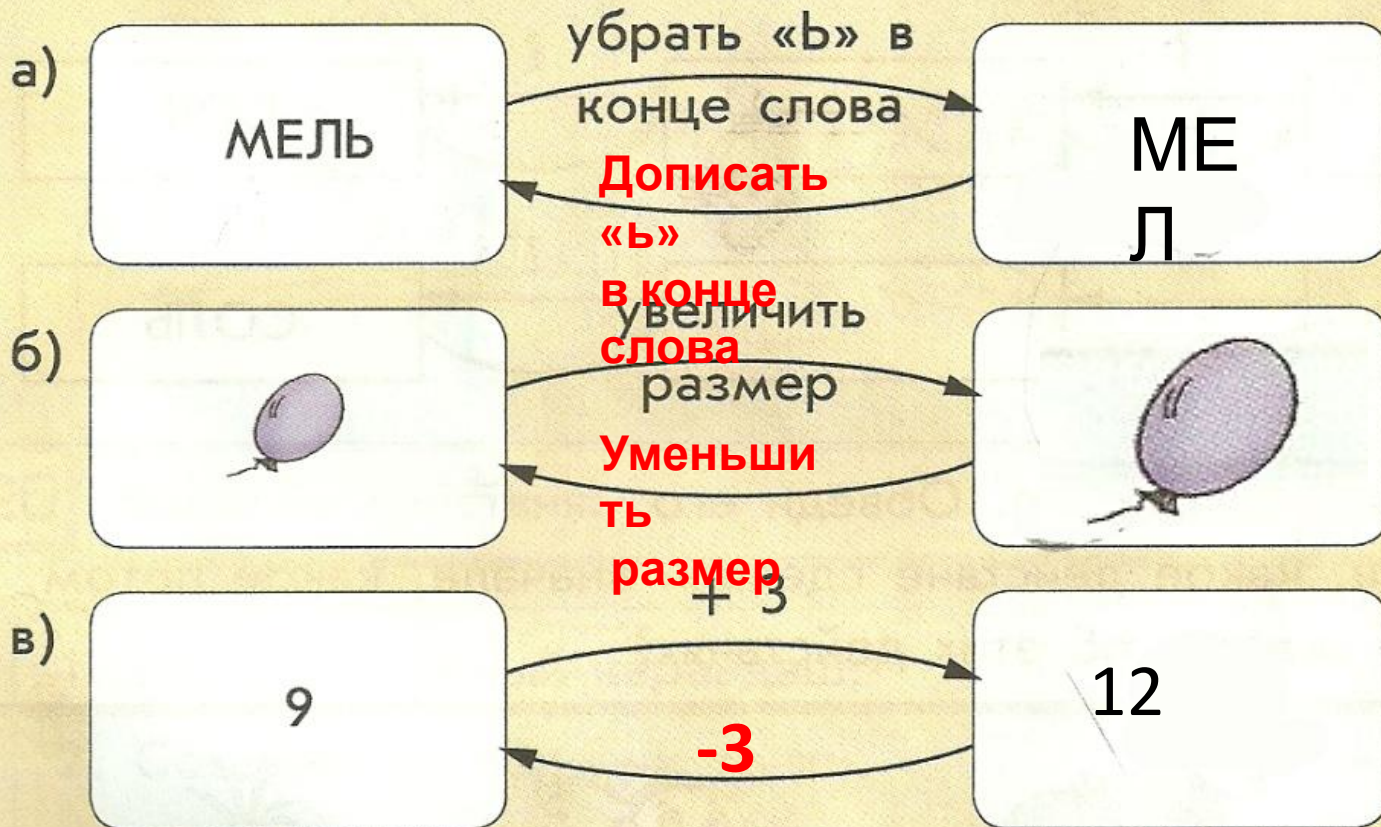 а)
убрать «Ь» в
конце слова
МЕЛЬ
МЕ
Л
Дописать
«ь»
в конце
слова
б)
увеличить
размер
Уменьши
ть
размер
в)
+ 3
9
12
-3